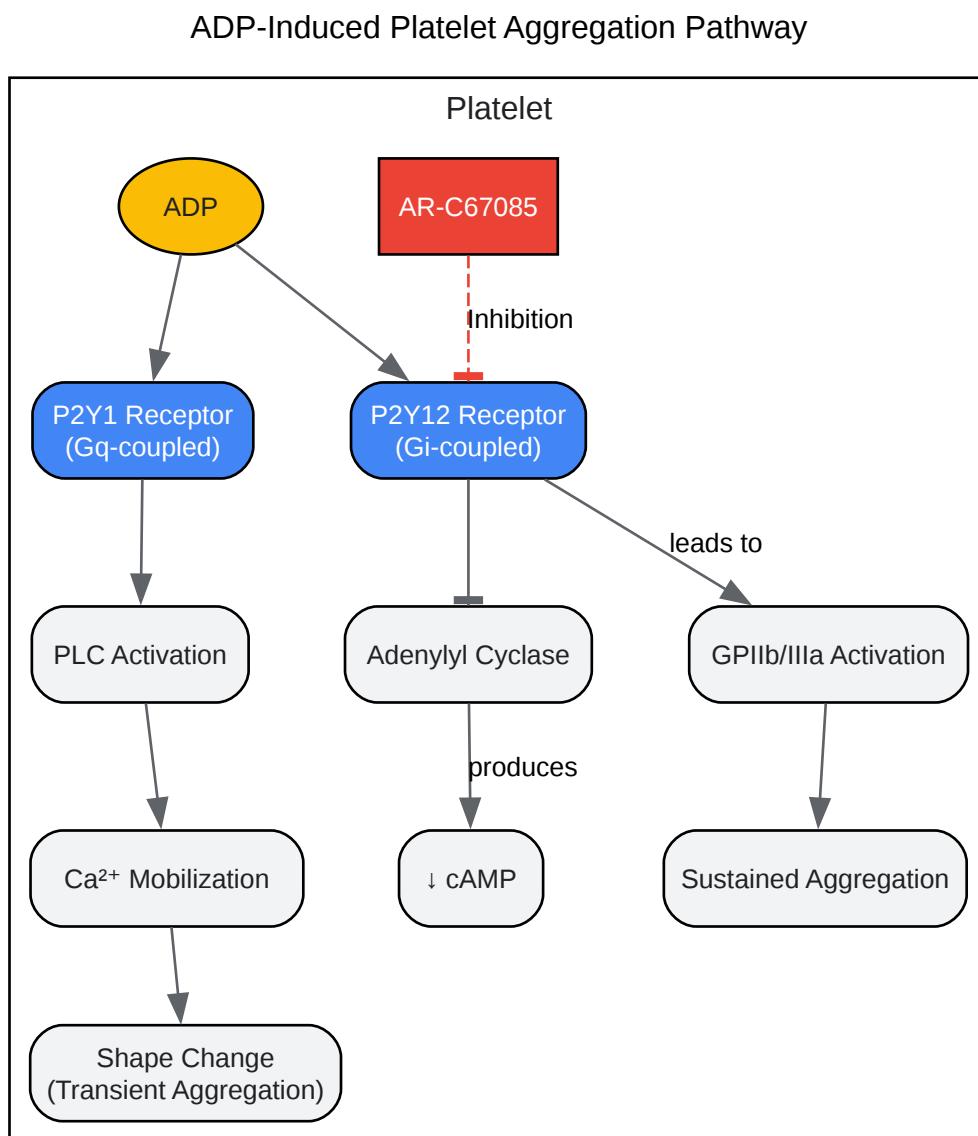 ADP-Induced Platelet Aggregation Pathway
Platelet
ADP
AR-C67085
Inhibition
P2Y1 Receptor
(Gq-coupled)
P2Y12 Receptor
(Gi-coupled)
leads to
PLC Activation
Adenylyl Cyclase
GPIIb/IIIa Activation
produces
Ca²⁺ Mobilization
↓ cAMP
Sustained Aggregation
Shape Change
(Transient Aggregation)